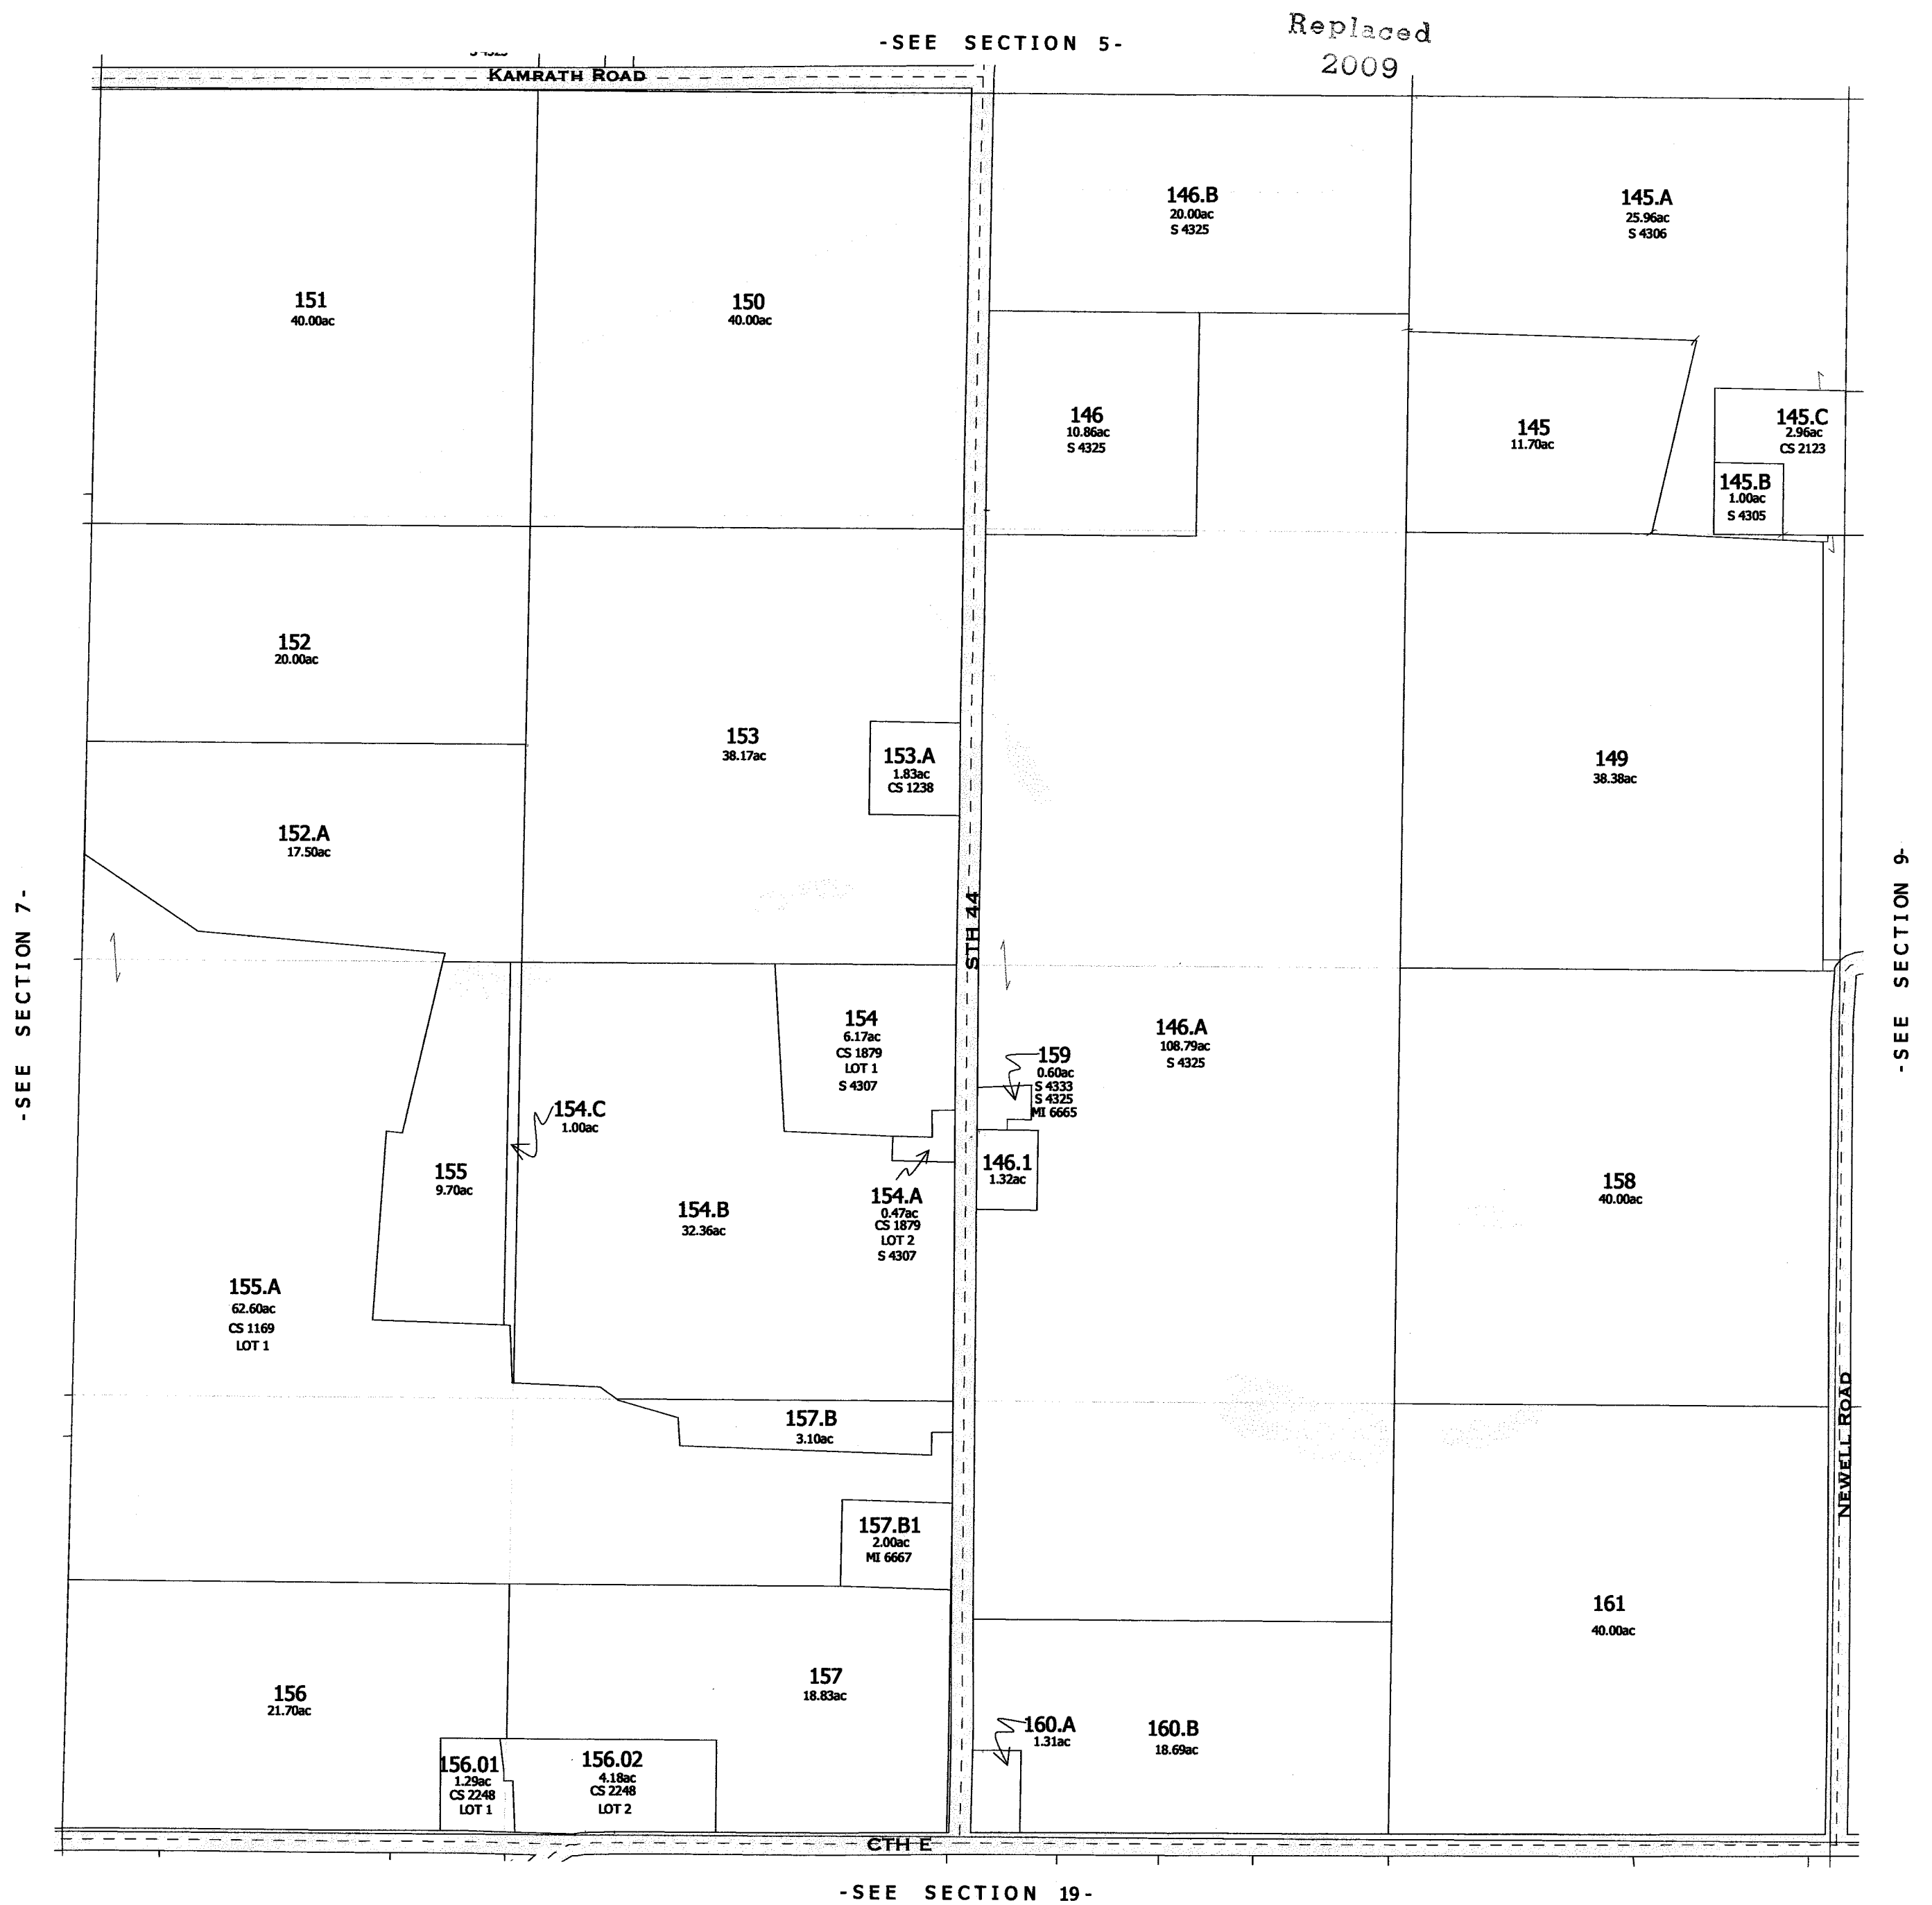 Replaced
2009
-SEE SECTION 5-
S 4325
KAMRATH ROAD
146.B
20.00ac
S 4325
145.A
25.96ac
S 4306
151
40.00ac
150
40.00ac
146
10.86ac
S 4325
145
11.70ac
145.C
2.96ac
CS 2123
145.B
1.00ac
S 4305
152
20.00ac
153
38.17ac
153.A
1.83ac
CS 1238
149
38.38ac
152.A
17.50ac
STH 44
-SEE SECTION 7-
-SEE SECTION 9-
154
6.17ac
CS 1879
LOT 1
S 4307
146.A
108.79ac
S 4325
159
0.60ac
S 4333
S 4325
MI 6665
154.C
1.00ac
155
9.70ac
146.1
1.32ac
154.A
0.47ac
CS 1879
LOT 2
S 4307
154.B
32.36ac
158
40.00ac
155.A
62.60ac
CS 1169
LOT 1
157.B
3.10ac
NEWELL ROAD
157.B1
2.00ac
MI 6667
161
40.00ac
156
21.70ac
157
18.83ac
160.A
1.31ac
160.B
18.69ac
156.01
1.29ac
CS 2248
LOT 1
156.02
4.18ac
CS 2248
LOT 2
CTH E
-SEE SECTION 19-